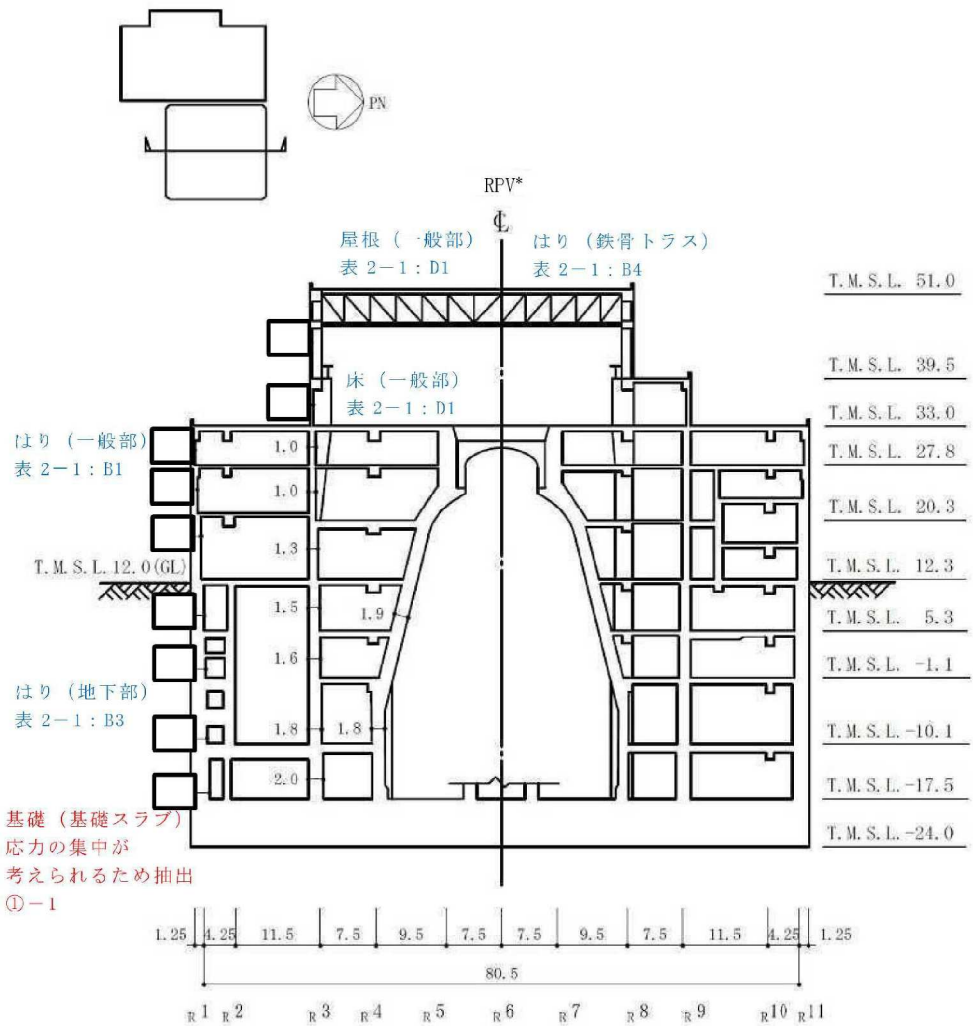 PN
RPV*
℄
屋根（一般部）
表 2－1：D1
はり（鉄骨トラス）
表 2－1：B4
T.M.S.L. 51.0
T.M.S.L. 39.5
床（一般部）
表 2－1：D1
T.M.S.L. 33.0
はり（一般部）
表 2－1：B1
1.0
T.M.S.L. 27.8
1.0
T.M.S.L. 20.3
1.3
T.M.S.L. 12.0(GL)
T.M.S.L. 12.3
1.5
1.9
T.M.S.L. 5.3
1.6
T.M.S.L. -1.1
はり（地下部）
表 2－1：B3
1.8
1.8
T.M.S.L. -10.1
2.0
T.M.S.L. -17.5
基礎（基礎スラブ）
応力の集中が
考えられるため抽出
①－1
T.M.S.L. -24.0
1.25 4.25 11.5 7.5 9.5 7.5 7.5 9.5 7.5 11.5 4.25 1.25
80.5
R1 R2 R3 R4 R5 R6 R7 R8 R9 R10 R11